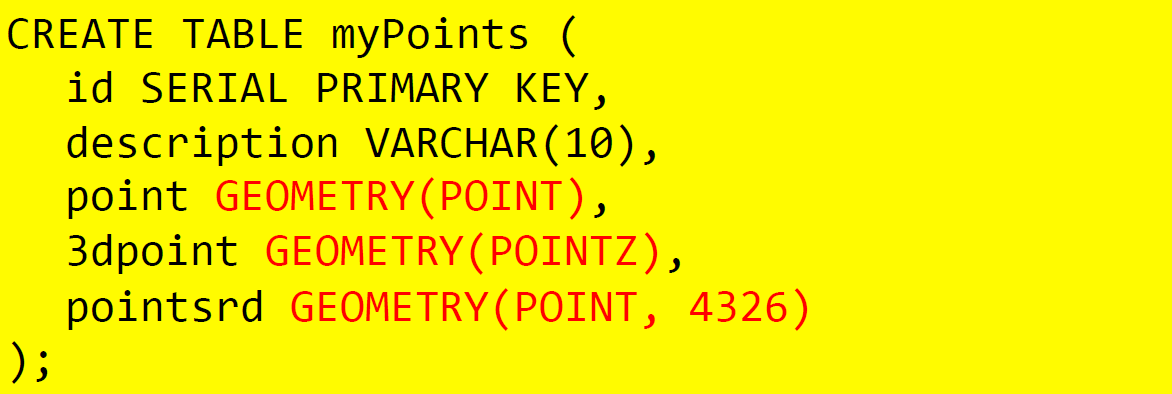 CREATE TABLE myPoints (
id SERIAL PRIMARY KEY,
description VARCHAR(10),
point GEOMETRY(POINT),
3dpoint GEOMETRY(POINTZ),
pointsrd GEOMETRY(POINT, 4326)
);